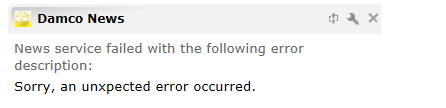 Damco News
News service failed with the following error
description:
Sorry, an unxpected error occurred.